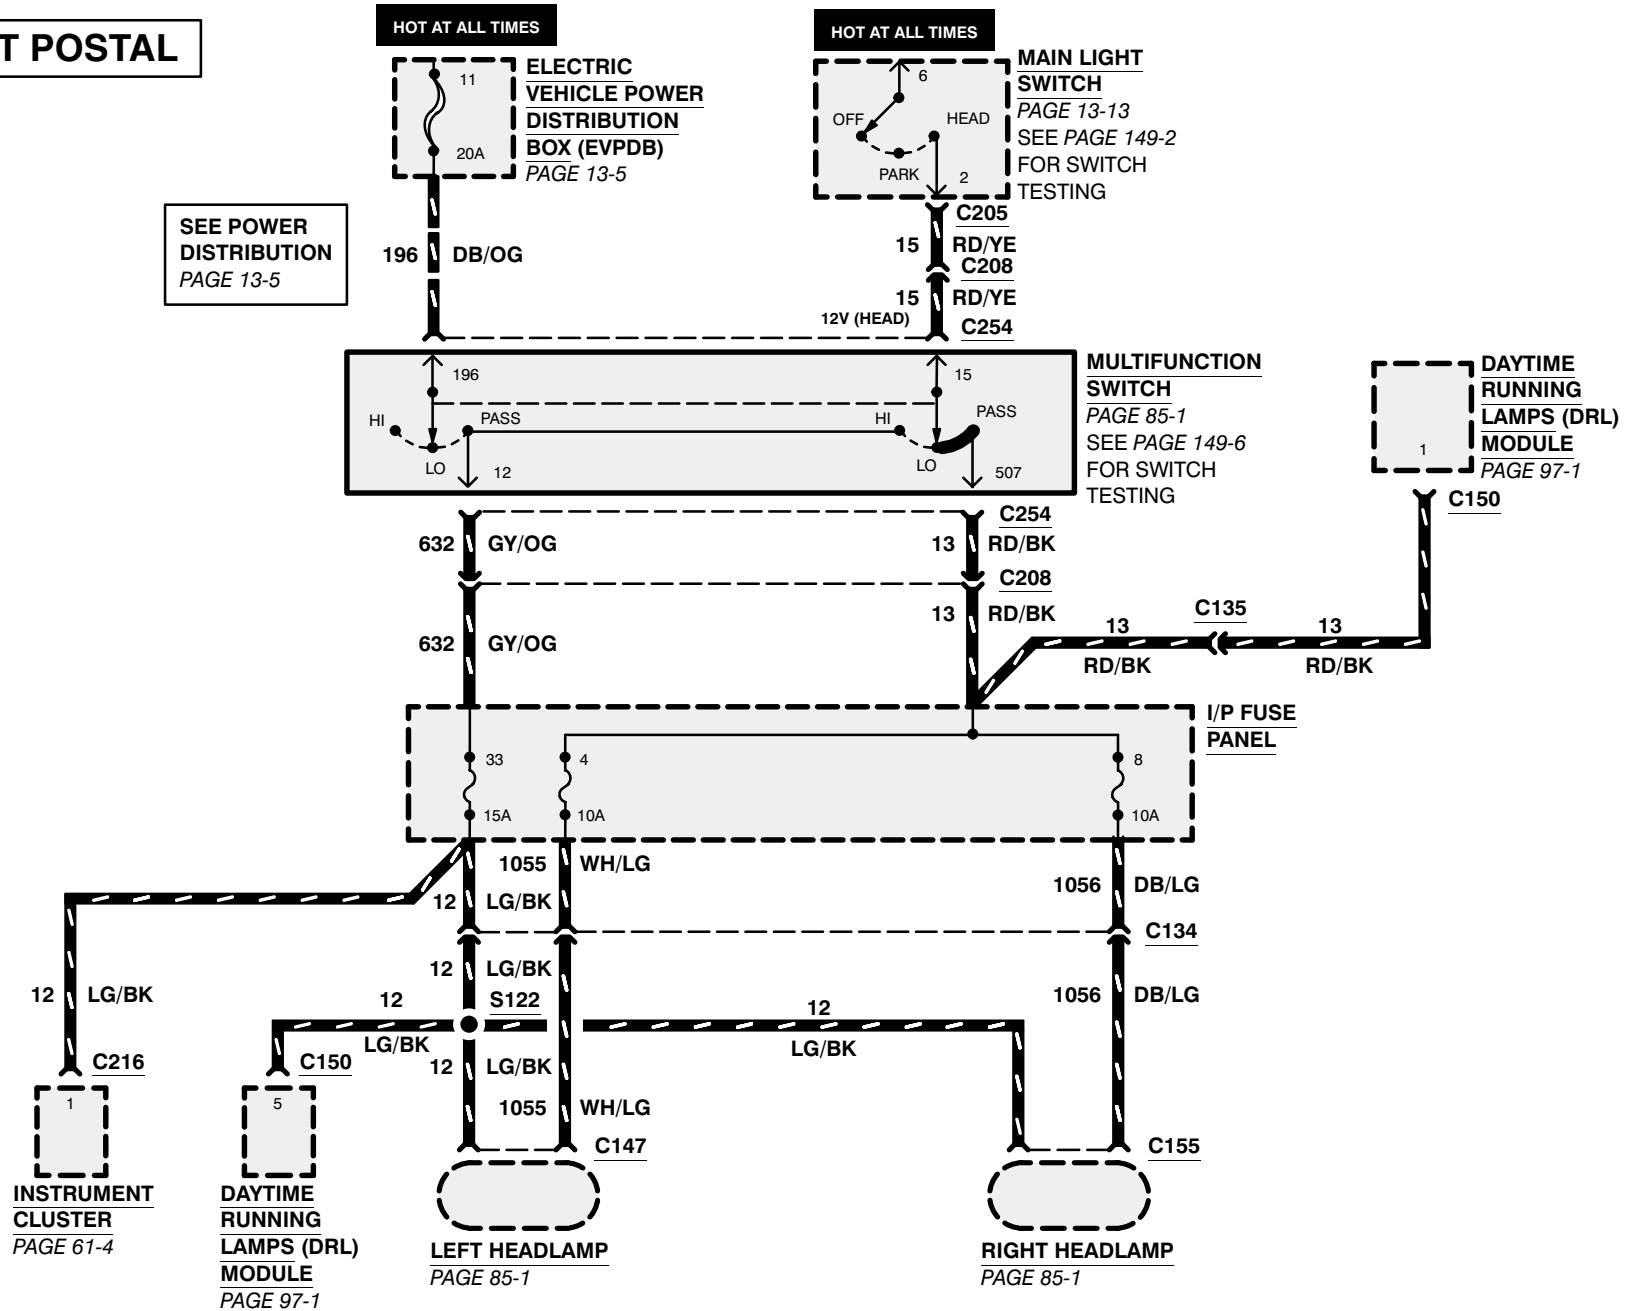 T POSTAL
HOT AT ALL TIMES
11
20A
ELECTRIC
VEHICLE POWER
DISTRIBUTION
BOX (EVPDB)
PAGE 13-5
HOT AT ALL TIMES
6
OFF
HEAD
PARK
2
MAIN LIGHT
SWITCH
PAGE 13-13
SEE PAGE 149-2
FOR SWITCH
TESTING
SEE POWER
DISTRIBUTION
PAGE 13-5
196 DB/OG
C205
15 RD/YE
C208
15 RD/YE
12V (HEAD)
C254
196
HI
PASS
LO
12
15
HI
PASS
LO
507
MULTIFUNCTION
SWITCH
PAGE 85-1
SEE PAGE 149-6
FOR SWITCH
TESTING
1
DAYTIME
RUNNING
LAMPS (DRL)
MODULE
PAGE 97-1
C150
C254
632 GY/OG
13 RD/BK
C208
632 GY/OG
13 RD/BK
13
RD/BK
C135
13
RD/BK
I/P FUSE
PANEL
33
15A
4
10A
8
10A
1055 WH/LG
12 LG/BK
1056 DB/LG
C134
12 LG/BK
12 LG/BK
1056 DB/LG
12
LG/BK
S122
12
LG/BK
12 LG/BK
1055 WH/LG
C216
1
INSTRUMENT
CLUSTER
PAGE 61-4
C150
5
DAYTIME
RUNNING
LAMPS (DRL)
MODULE
PAGE 97-1
C147
LEFT HEADLAMP
PAGE 85-1
C155
RIGHT HEADLAMP
PAGE 85-1